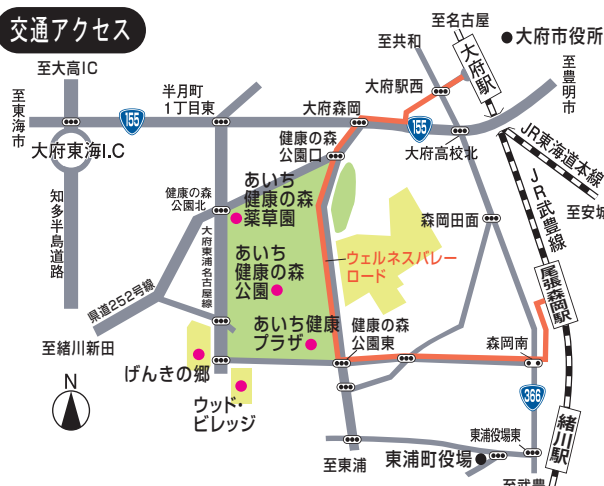 交通アクセス
至名古屋
至共和
大府駅
●大府市役所
至大高IC
半月町
1丁目東
大府駅西
至豊明市
至東海市
155
大府森岡
155
大府東海I.C
健康の森
公園口
大府高校北
JR東海道本線
知多半島道路
健康の森
公園北
あいち
健康の森
薬草園
森岡田面
JR武豊線
至安城
大府東浦名古屋線
あいち
健康の森
公園
ウェルネスバレー
ロード
尾張森岡駅
県道252号線
あいち健康
プラザ
健康の森
公園東
森岡南
至緒川新田
げんきの郷
366
N
ウッド・
ビレッジ
緒川駅
東浦役場東
至東浦
東浦町役場
至武豊